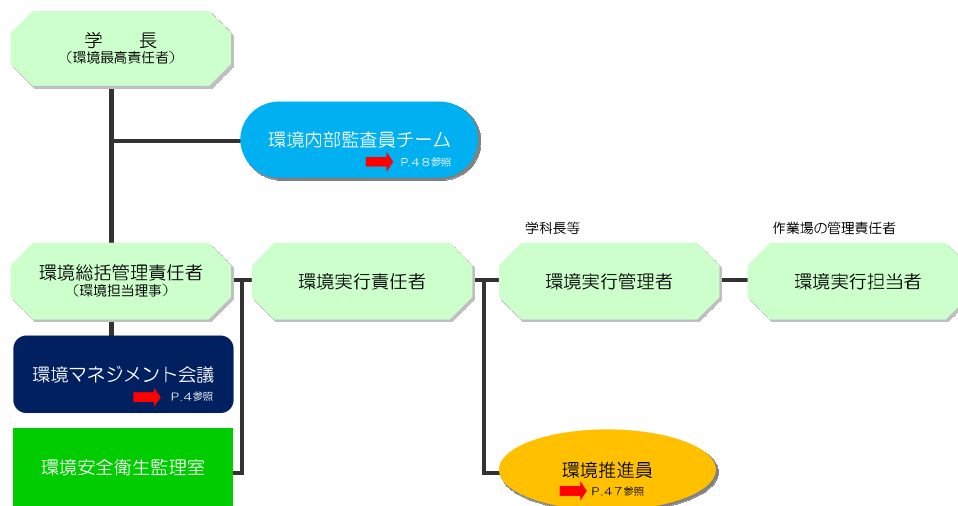 学　　長
（環境最高責任者）
環境内部監査員チーム
P.48参照
学科長等
作業場の管理責任者
環境総括管理責任者
（環境担当理事）
環境実行責任者
環境実行管理者
環境実行担当者
環境マネジメント会議
P.4参照
環境安全衛生監理室
環境推進員
P.47参照